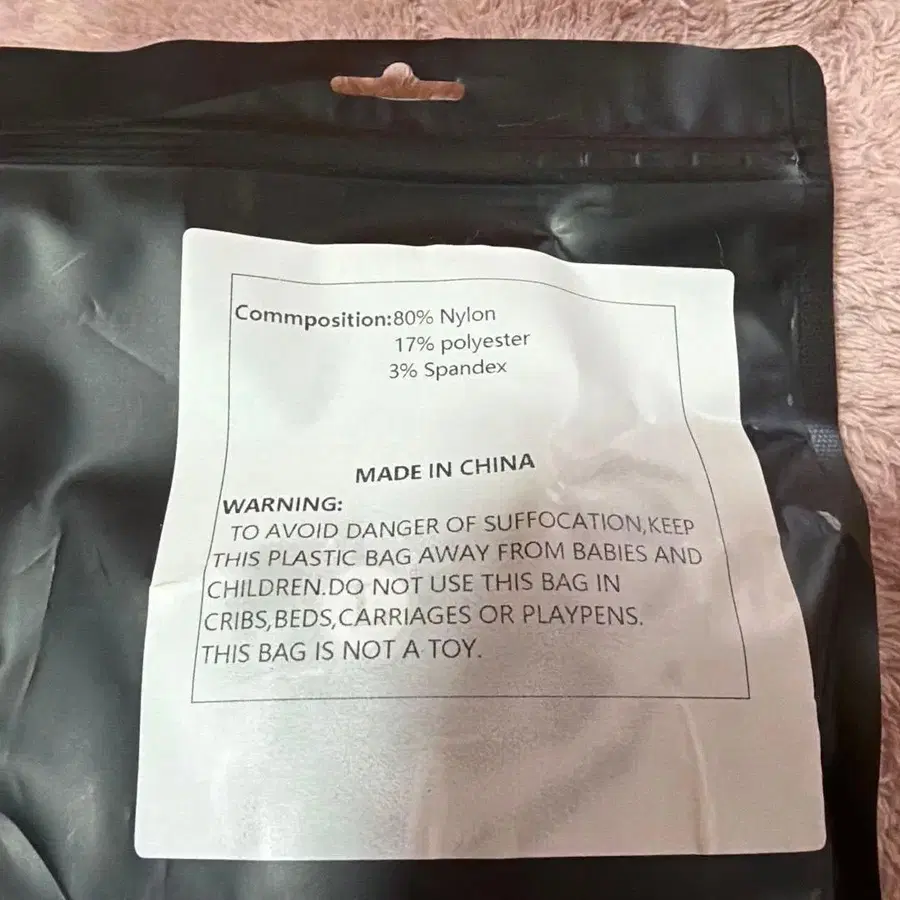 Commposition:80% Nylon
17% polyester
3% Spandex
MADE IN CHINA
WARNING:
TO AVOID DANGER OF SUFFOCATION,KEEP
THIS PLASTIC BAG AWAY FROM BABIES AND
CHILDREN.DO NOT USE THIS BAG IN
CRIBS,BEDS,CARRIAGES OR PLAYPENS.
THIS BAG IS NOT A TOY.